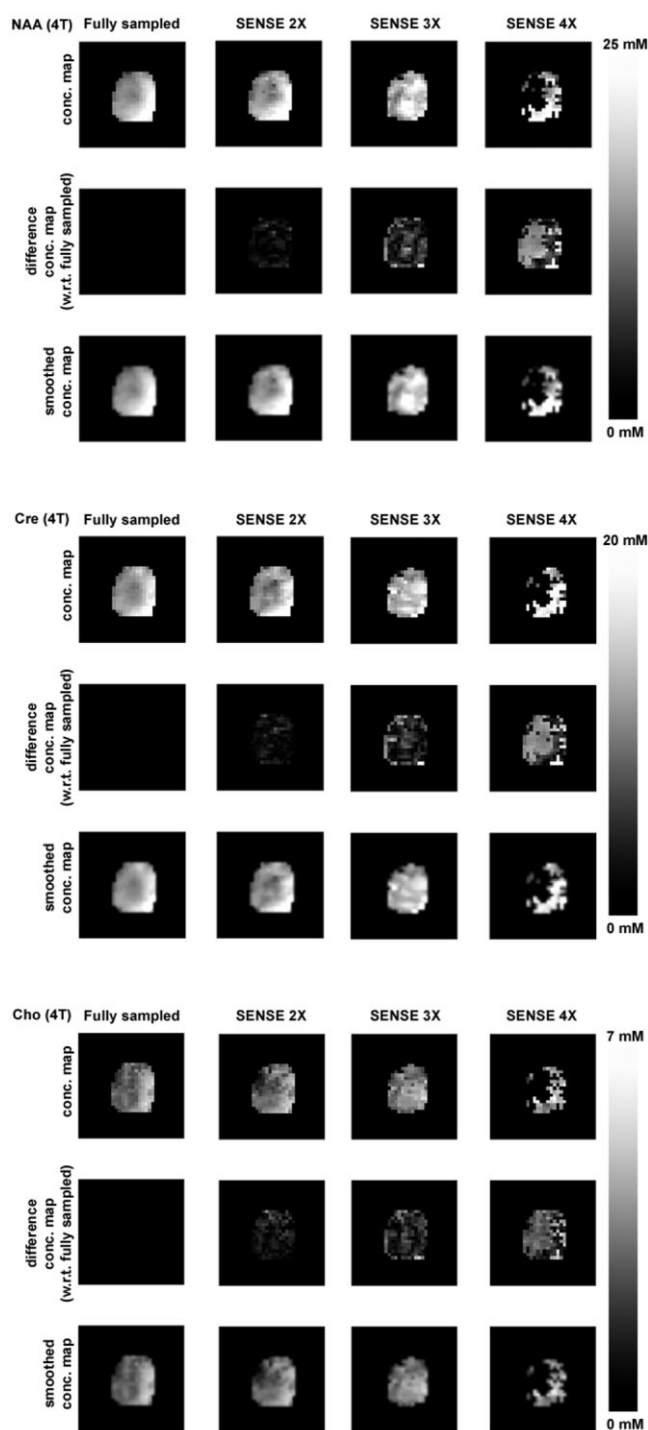 NAA (4T) Fully sampled SENSE 2X SENSE 3X SENSE 4X
25 mM
conc. map
difference
conc. map
(w.r.t. fully sampled)
smoothed
conc. map
0 mM
Cre (4T) Fully sampled SENSE 2X SENSE 3X SENSE 4X
20 mM
conc. map
difference
conc. map
(w.r.t. fully sampled)
smoothed
conc. map
0 mM
Cho (4T) Fully sampled SENSE 2X SENSE 3X SENSE 4X
7 mM
conc. map
difference
conc. map
(w.r.t. fully sampled)
smoothed
conc. map
0 mM